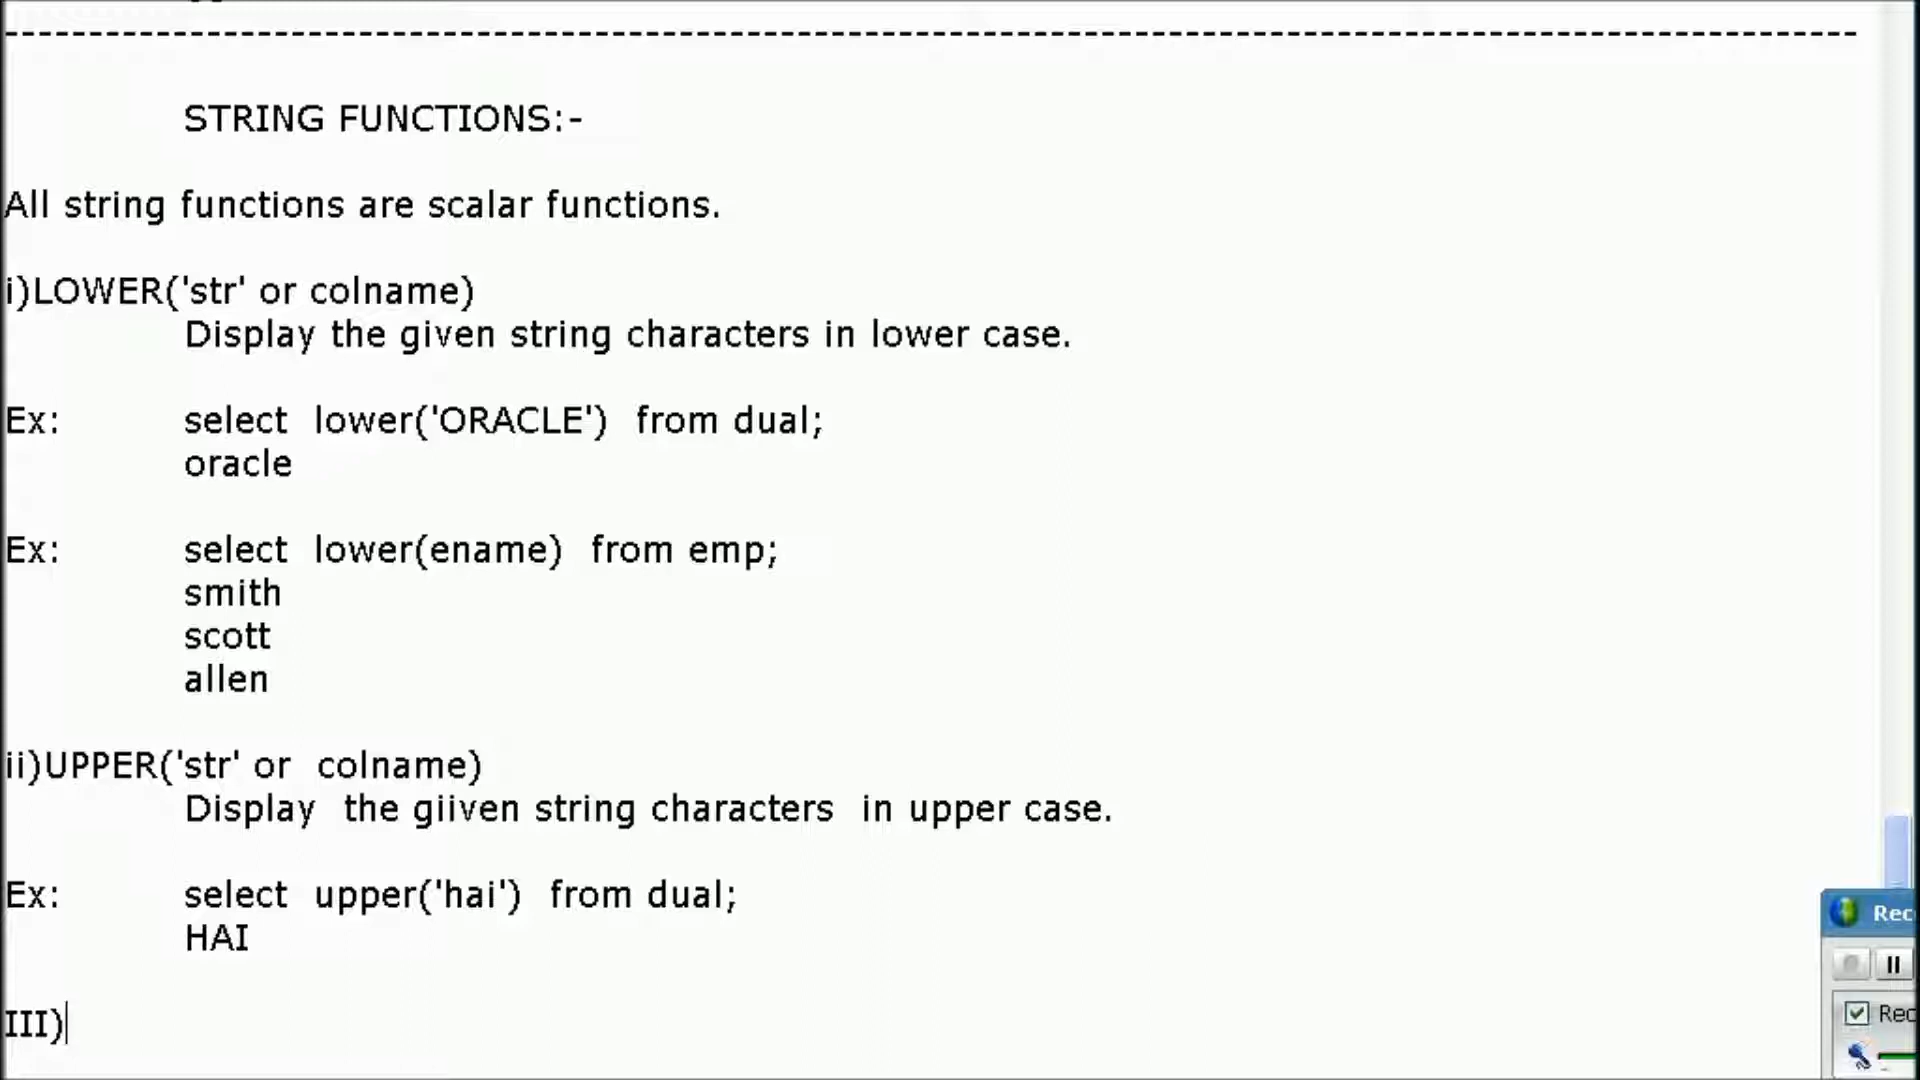 STRING FUNCTIONS:-
All string functions are scalar functions.
i)LOWER('str' or colname)
Display the given string characters in lower case.
Ex: select lower('ORACLE') from dual;
oracle
Ex: select lower(ename) from emp;
smith
scott
allen
ii)UPPER('str' or colname)
Display the giiven string characters in upper case.
Ex: select upper('hai') from dual;
HAI
III)
Rec
Rec